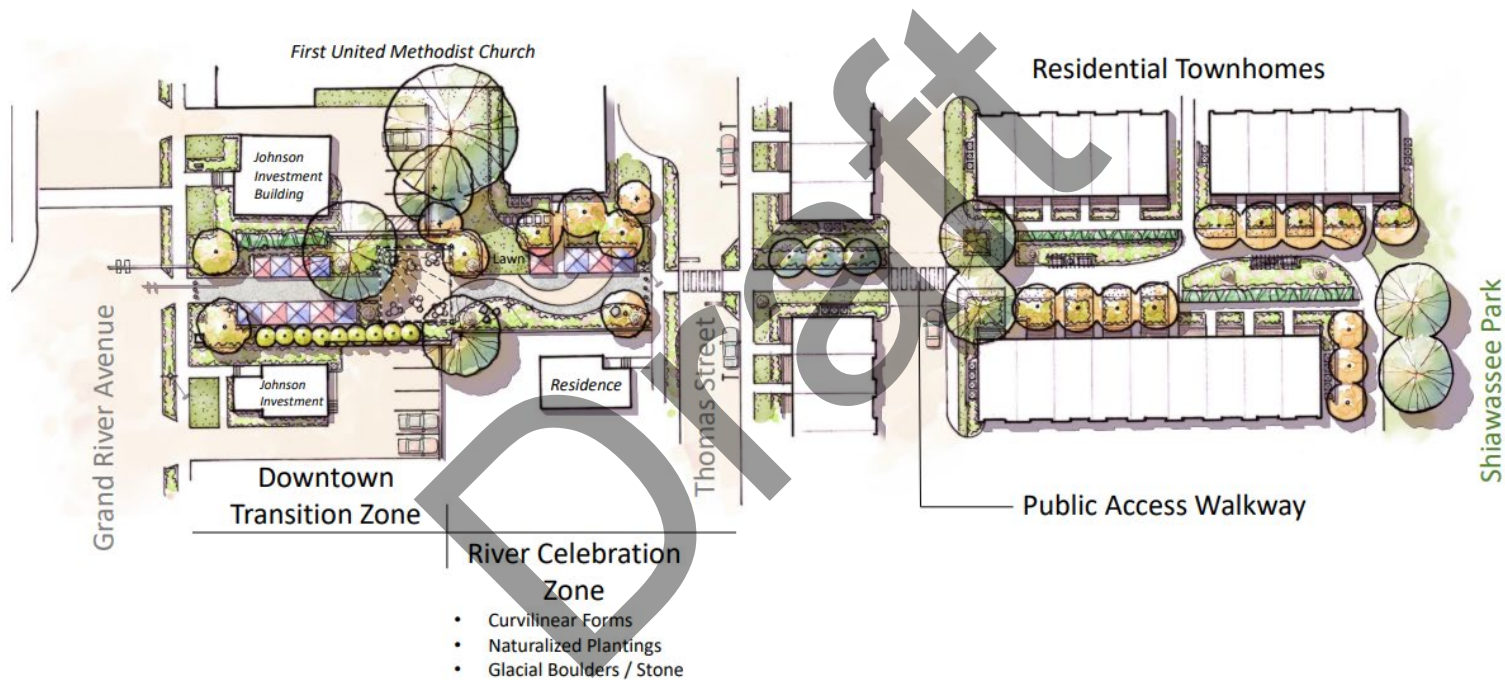 First United Methodist Church
Residential Townhomes
Johnson
Investment
Building
Lawn
Johnson
Investment
Residence
Grand River Avenue
Thomas Street
Shiawassee Park
Downtown
Transition Zone
Public Access Walkway
River Celebration
Zone
• Curvilinear Forms
• Naturalized Plantings
• Glacial Boulders / Stone
Draft